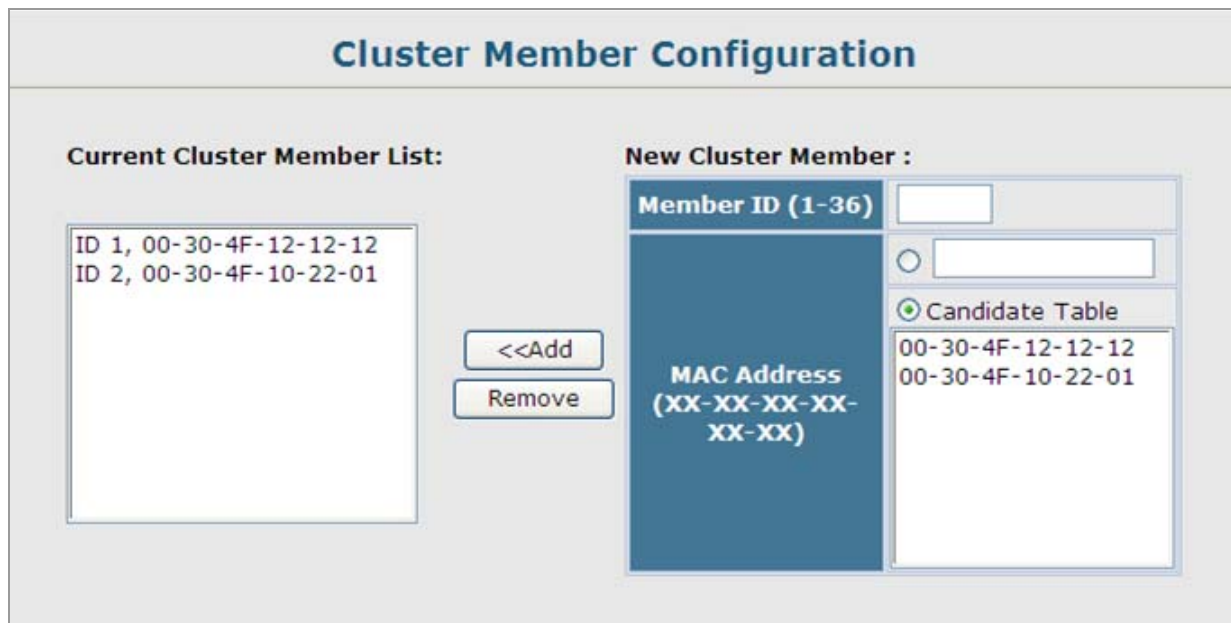 Cluster Member Configuration
Current Cluster Member List:
ID 1, 00-30-4F-12-12-12
ID 2, 00-30-4F-10-22-01
<<Add
Remove
New Cluster Member :
Member ID (1-36)
MAC Address
(XX-XX-XX-XX-
XX-XX)
Candidate Table
00-30-4F-12-12-12
00-30-4F-10-22-01